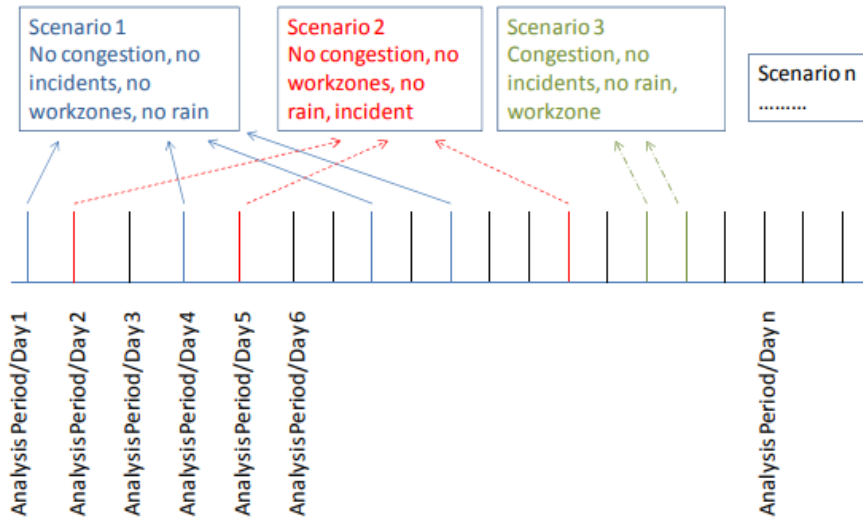 Scenario 1
No congestion, no
incidents, no
workzones, no rain
Scenario 2
No congestion, no
workzones, no
rain, incident
Scenario 3
Congestion, no
incidents, no rain,
workzone
Scenario n
………
Analysis Period/Day 1
Analysis Period/Day 2
Analysis Period/Day 3
Analysis Period/Day 4
Analysis Period/Day 5
Analysis Period/Day 6
Analysis Period/Day n